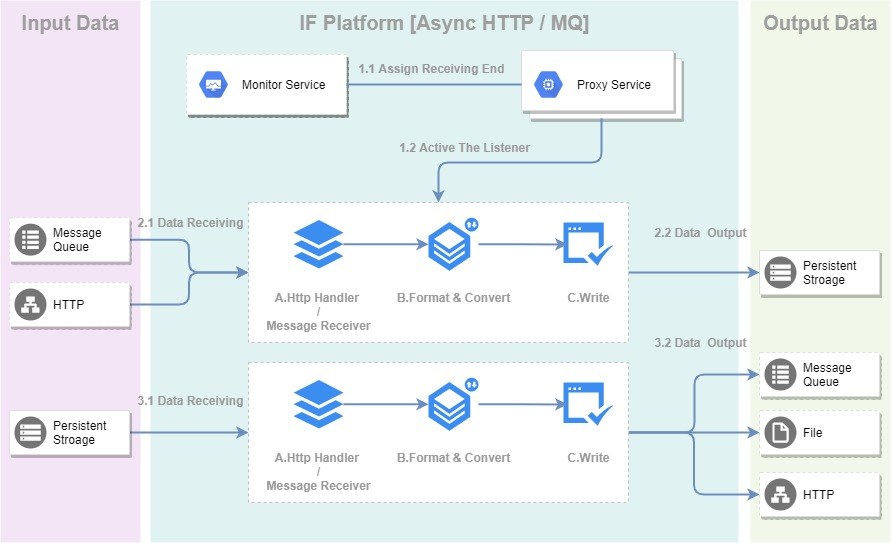 Input Data
IF Platform [Async HTTP / MQ]
Output Data
Monitor Service
1.1 Assign Receiving End
Proxy Service
1.2 Active The Listener
Message
Queue
HTTP
2.1 Data Receiving
A.Http Handler
/
Message Receiver
B.Format & Convert
C.Write
2.2 Data Output
Persistent
Stroage
Persistent
Stroage
3.1 Data Receiving
A.Http Handler
/
Message Receiver
B.Format & Convert
C.Write
3.2 Data Output
Message
Queue
File
HTTP